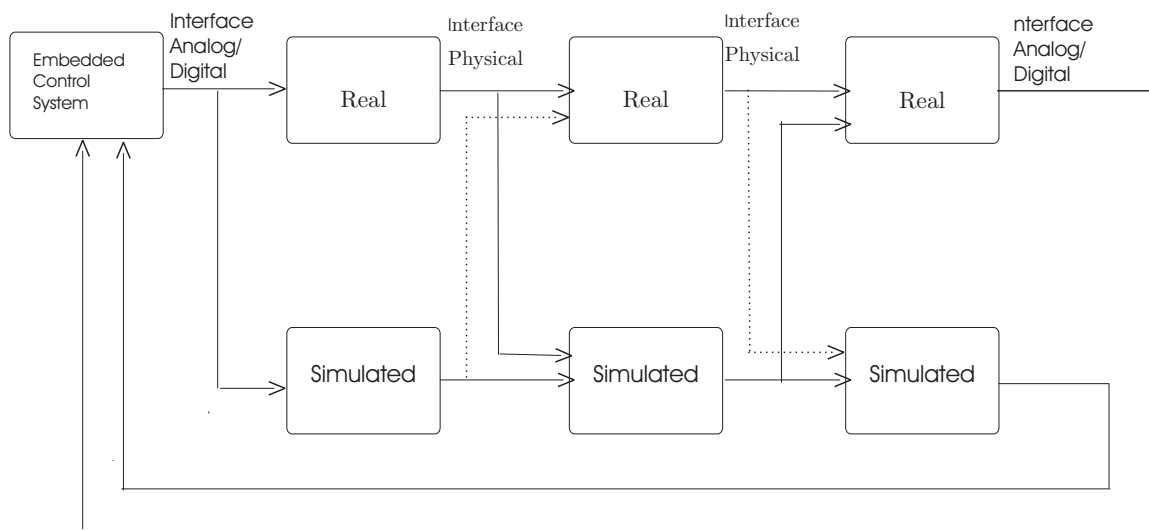 Interface
Analog/
Digital
Interface
Physical
Interface
Physical
nterface
Analog/
Digital
Embedded
Control
System
Real
Real
Real
Simulated
Simulated
Simulated